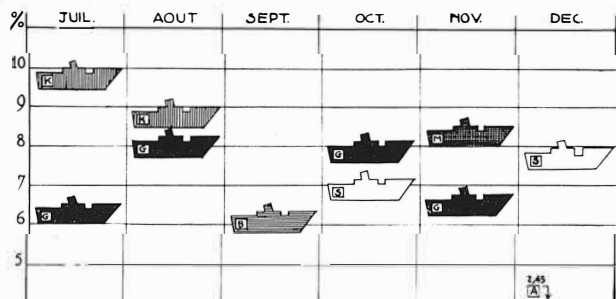 % JUIL. AOUT SEPT. OCT. NOV. DEC.
10
K
9
K
M
8
G G S
7
S
G B G
6
5
2,45
A